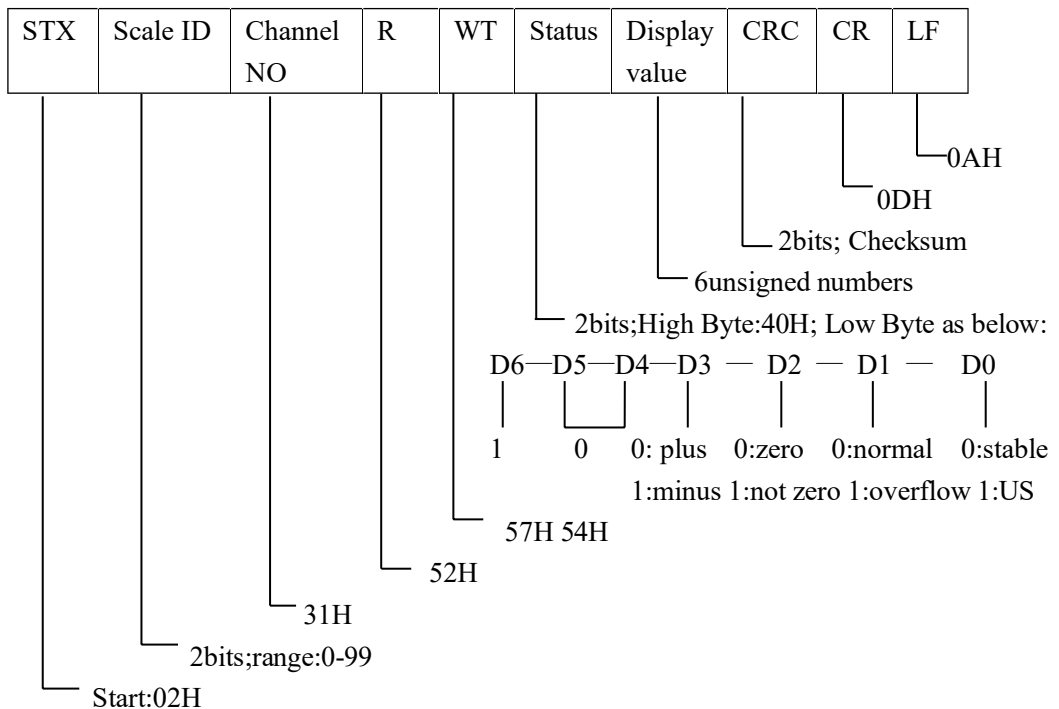 STX Scale ID Channel NO R WT Status Display value CRC CR LF
0AH
0DH
2bits; Checksum
6unsigned numbers
2bits;High Byte:40H; Low Byte as below:
D6—D5—D4—D3 — D2 — D1 — D0
1 0 0: plus 0:zero 0:normal 0:stable
1:minus 1:not zero 1:overflow 1:US
57H 54H
52H
31H
2bits;range:0-99
Start:02H